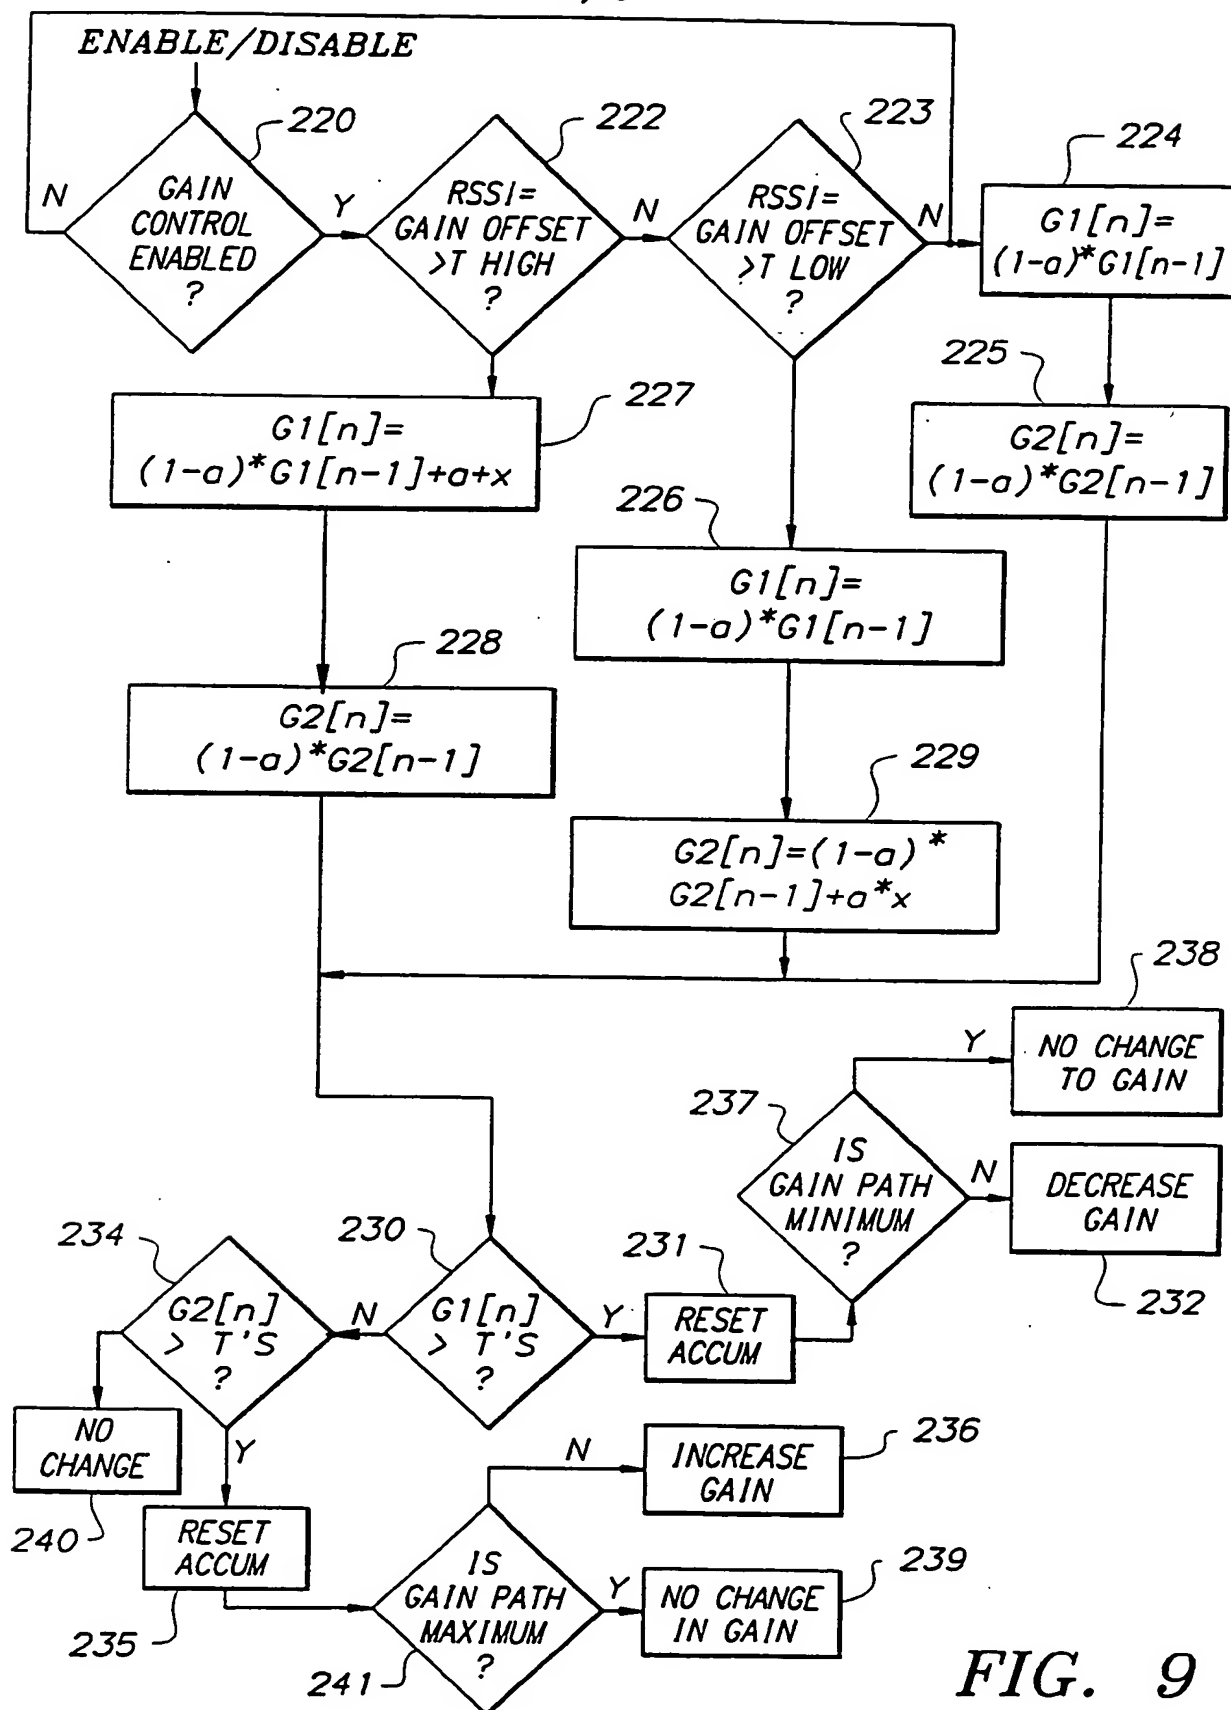 ENABLE/DISABLE
220
GAIN
CONTROL
ENABLED
?
N
Y
222
RSSI=
GAIN OFFSET
>T HIGH
?
N
223
RSSI=
GAIN OFFSET
>T LOW
?
N
224
G1[n]=
(1-a)*G1[n-1]
225
G2[n]=
(1-a)*G2[n-1]
227
G1[n]=
(1-a)*G1[n-1]+a+x
226
G1[n]=
(1-a)*G1[n-1]
228
G2[n]=
(1-a)*G2[n-1]
229
G2[n]=(1-a)*
G2[n-1]+a*x
238
Y
NO CHANGE
TO GAIN
237
IS
GAIN PATH
MINIMUM
?
N
DECREASE
GAIN
232
234
G2[n]
> T'S
?
N
230
G1[n]
> T'S
?
Y
231
RESET
ACCUM
NO
CHANGE
240
Y
RESET
ACCUM
235
N
INCREASE
GAIN
236
IS
GAIN PATH
MAXIMUM
?
241
Y
NO CHANGE
IN GAIN
239
FIG. 9